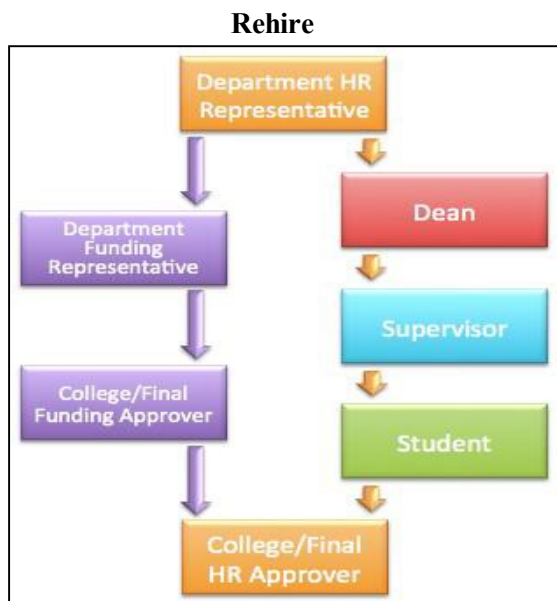 Rehire
Department HR
Representative
Department
Funding
Representative
College/Final
Funding Approver
Dean
Supervisor
Student
College/Final
HR Approver